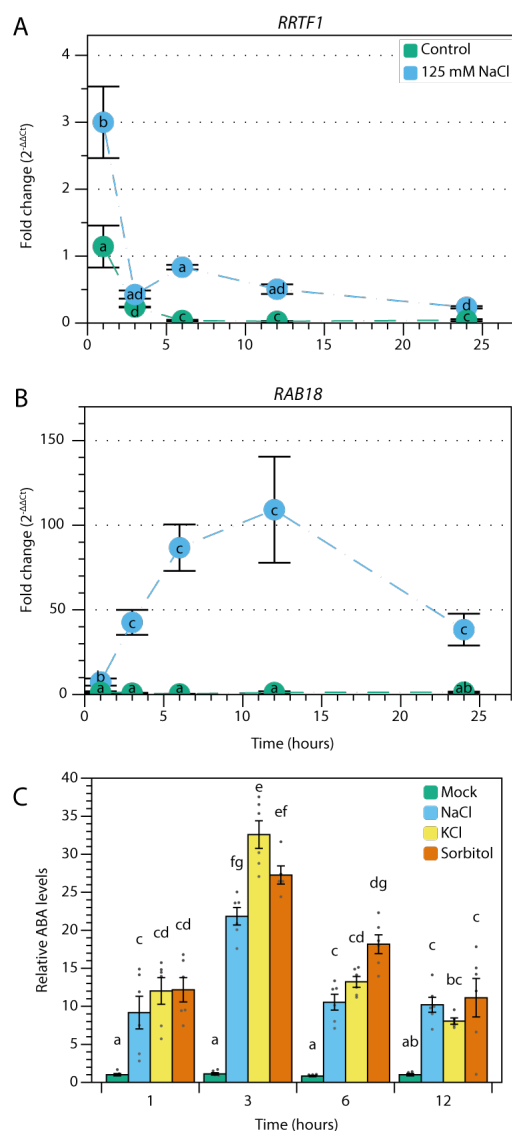 A
RRTF1
Control
125 mM NaCl
Fold change (2^-ΔΔCt)
4
3
2
1
0
b
a
ad
d
a
c
ad
c
d
c
0 5 10 15 20 25
B
RAB18
Fold change (2^-ΔΔCt)
150
100
50
0
b
a
c
a
c
a
c
a
c
ab
0 5 10 15 20 25
Time (hours)
C
Mock
NaCl
KCl
Sorbitol
Relative ABA levels
40
35
30
25
20
15
10
5
0
a c cd cd
a fg e ef
a c cd dg
ab c bc c
1 3 6 12
Time (hours)